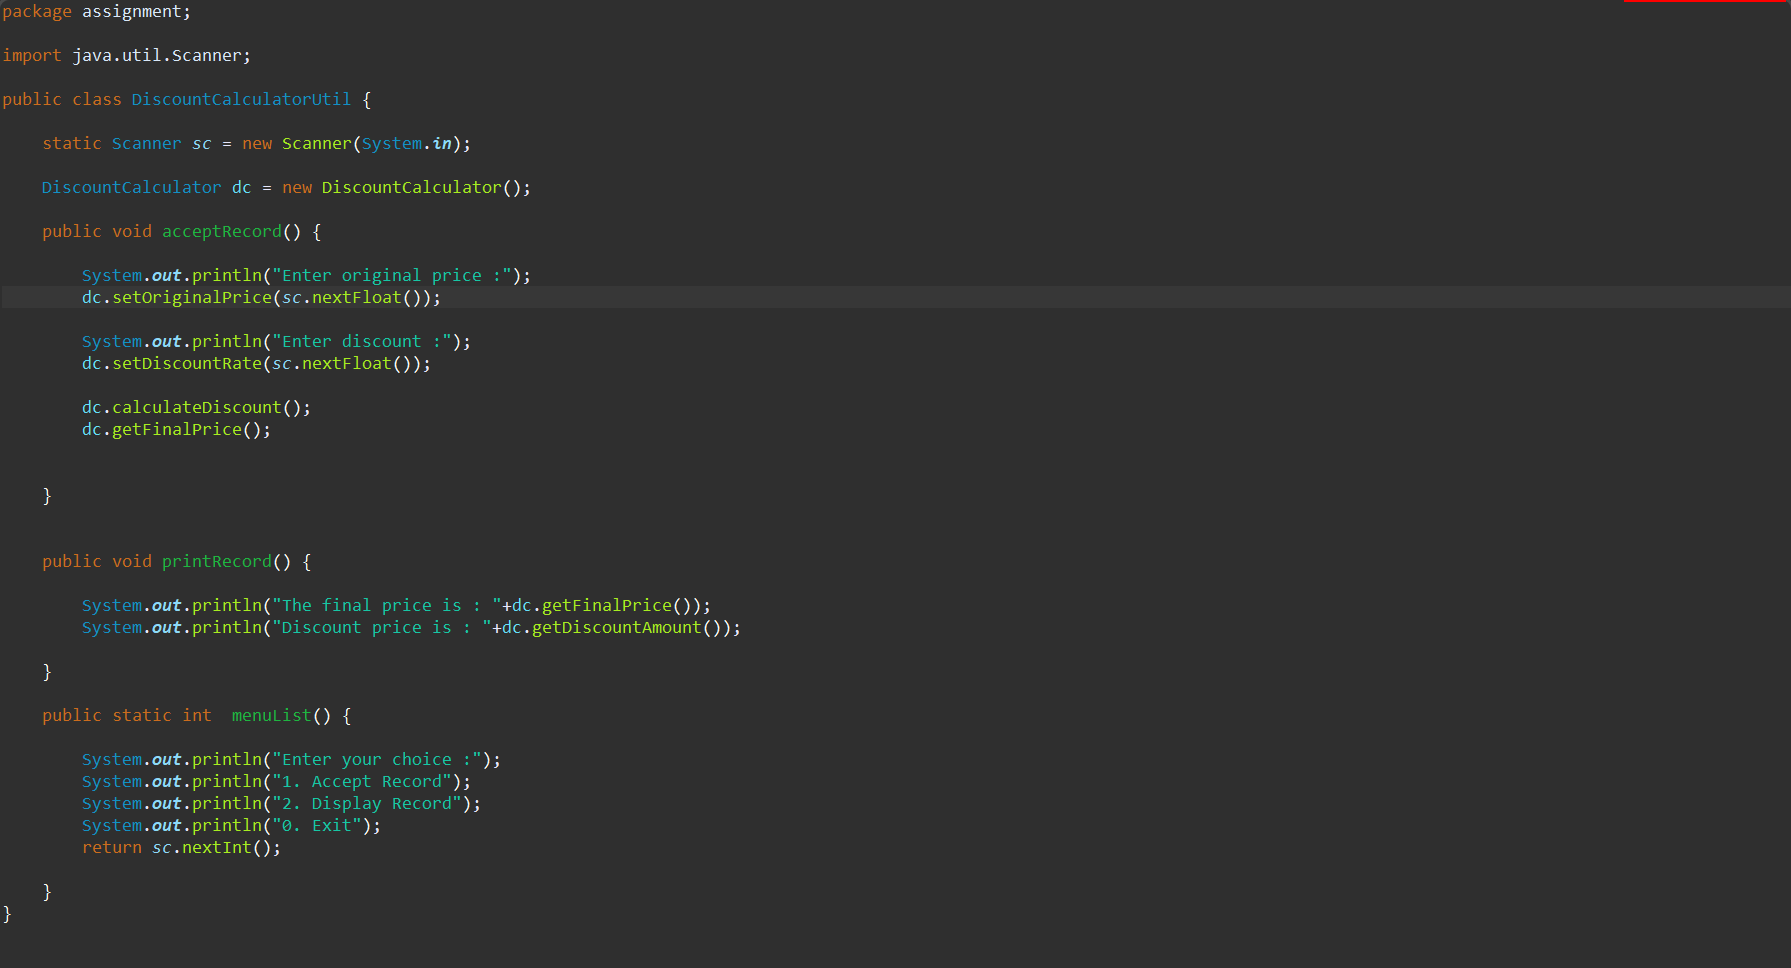 package assignment;
import java.util.Scanner;
public class DiscountCalculatorUtil {
    static Scanner sc = new Scanner(System.in);
    DiscountCalculator dc = new DiscountCalculator();
    public void acceptRecord() {
        System.out.println("Enter original price :");
        dc.setOriginalPrice(sc.nextFloat());
        System.out.println("Enter discount :");
        dc.setDiscountRate(sc.nextFloat());
        dc.calculateDiscount();
        dc.getFinalPrice();
    }
    public void printRecord() {
        System.out.println("The final price is : "+dc.getFinalPrice());
        System.out.println("Discount price is : "+dc.getDiscountAmount());
    }
    public static int  menuList() {
        System.out.println("Enter your choice :");
        System.out.println("1. Accept Record");
        System.out.println("2. Display Record");
        System.out.println("0. Exit");
        return sc.nextInt();
    }
}